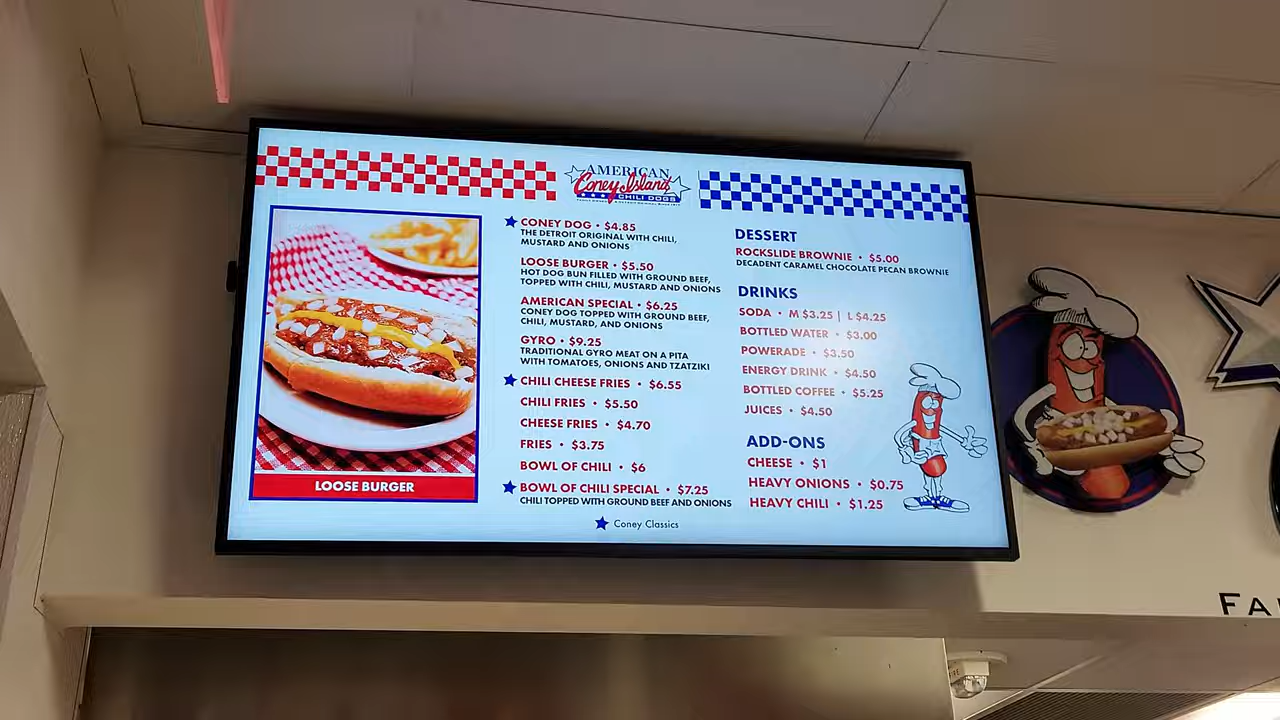 AMERICAN
Coney Island
CHILI DOGS
LOOSE BURGER
CONEY DOG • $4.85
THE DETROIT ORIGINAL WITH CHILI,
MUSTARD AND ONIONS
LOOSE BURGER • $5.50
HOT DOG BUN FILLED WITH GROUND BEEF,
TOPPED WITH CHILI, MUSTARD AND ONIONS
AMERICAN SPECIAL • $6.25
CONEY DOG TOPPED WITH GROUND BEEF,
CHILI, MUSTARD, AND ONIONS
GYRO • $9.25
TRADITIONAL GYRO MEAT ON A PITA
WITH TOMATOES, ONIONS AND TZATZIKI
CHILI CHEESE FRIES • $6.55
CHILI FRIES • $5.50
CHEESE FRIES • $4.70
FRIES • $3.75
BOWL OF CHILI • $6
BOWL OF CHILI SPECIAL • $7.25
CHILI TOPPED WITH GROUND BEEF AND ONIONS
DESSERT
ROCKSLIDE BROWNIE • $5.00
DECADENT CARAMEL CHOCOLATE PECAN BROWNIE
DRINKS
SODA • M $3.25 | L $4.25
BOTTLED WATER • $3.00
POWERADE • $3.50
ENERGY DRINK • $4.50
BOTTLED COFFEE • $5.25
JUICES • $4.50
ADD-ONS
CHEESE • $1
HEAVY ONIONS • $0.75
HEAVY CHILI • $1.25
Coney Classics